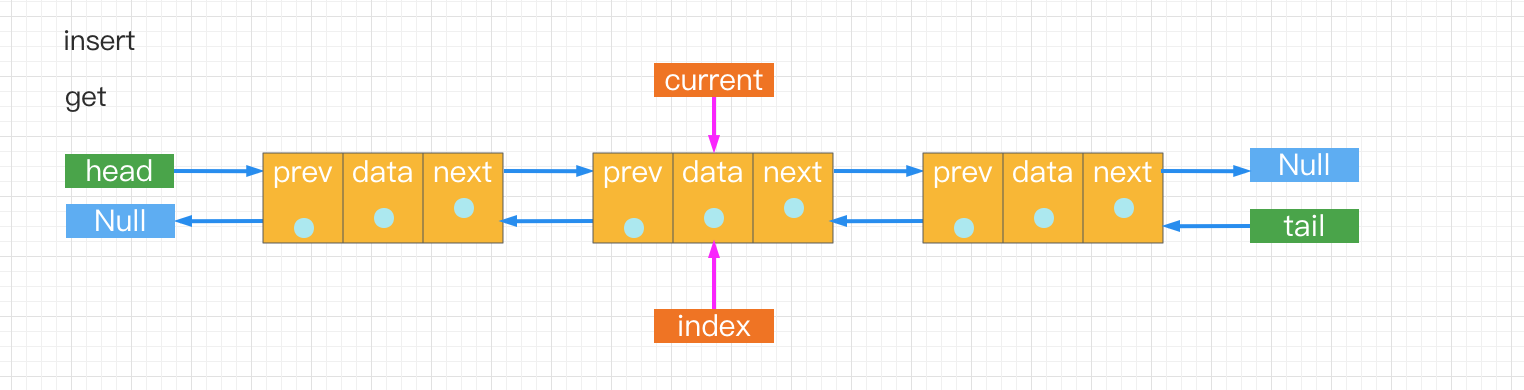 insert
get
current
head
prev data next
prev data next
prev data next
Null
Null
tail
index